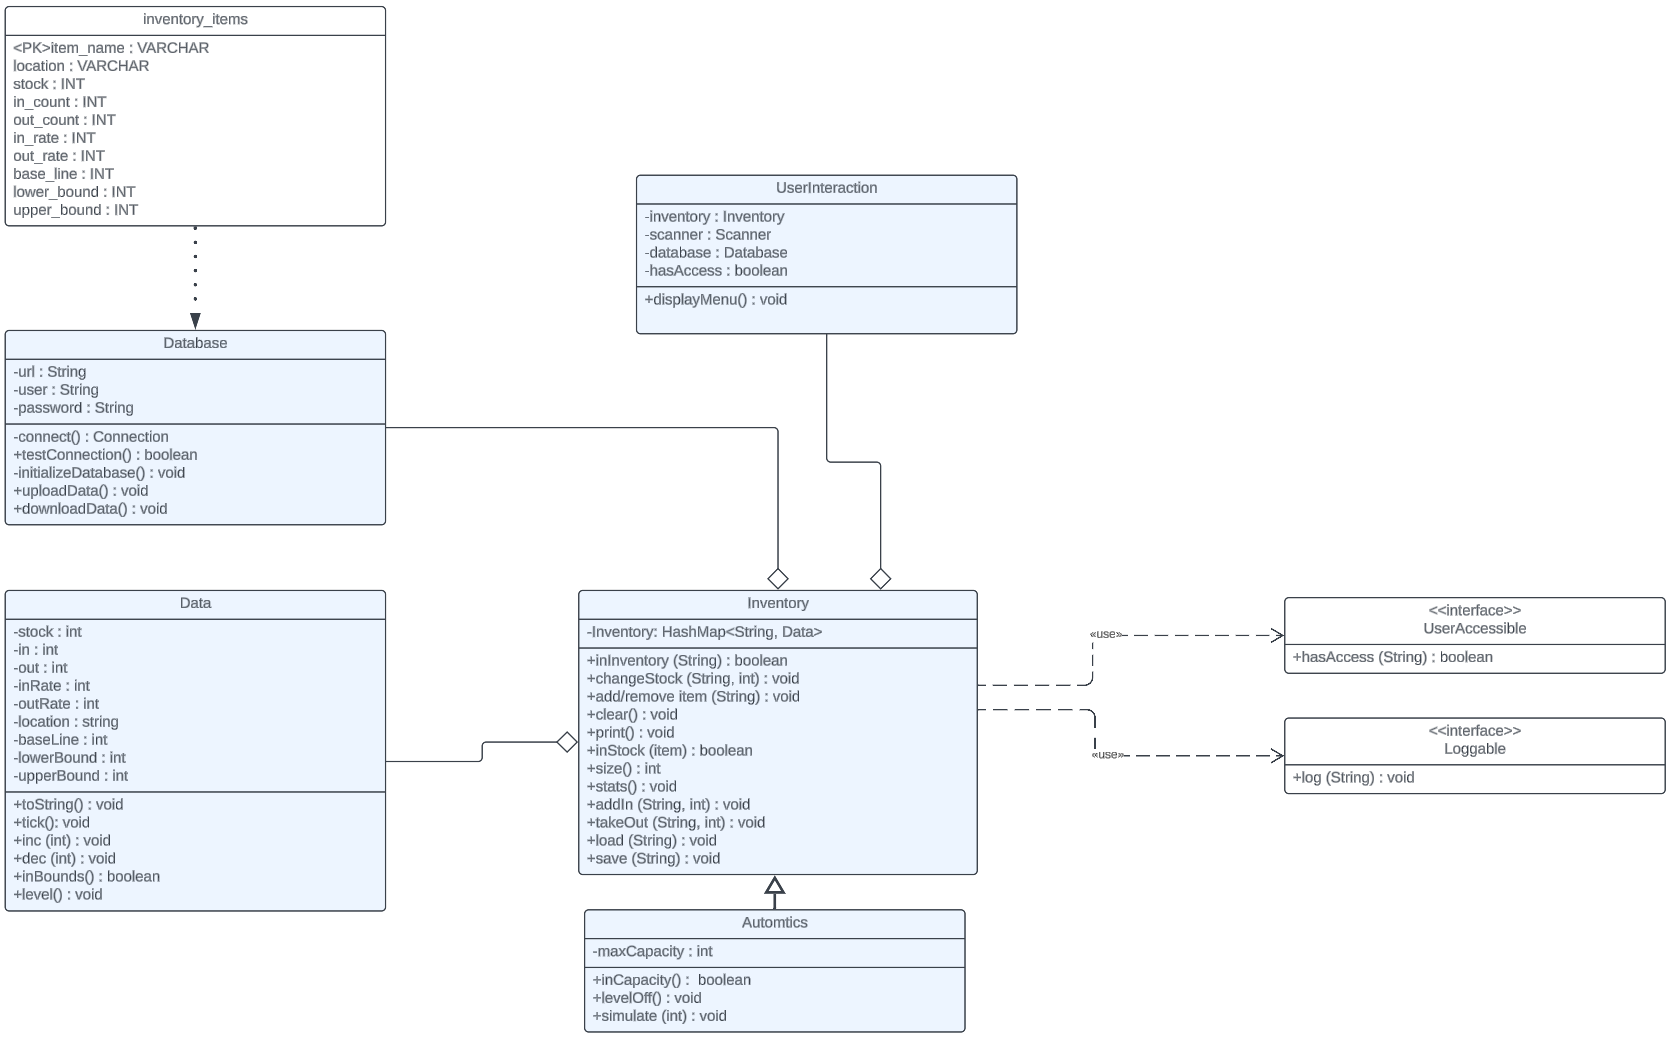 inventory_items
<PK>item_name : VARCHAR
location : VARCHAR
stock : INT
in_count : INT
out_count : INT
in_rate : INT
out_rate : INT
base_line : INT
lower_bound : INT
upper_bound : INT
UserInteraction
-inventory : Inventory
-scanner : Scanner
-database : Database
-hasAccess : boolean
+displayMenu() : void
Database
-url : String
-user : String
-password : String
-connect() : Connection
+testConnection() : boolean
-initializeDatabase() : void
+uploadData() : void
+downloadData() : void
Data
-stock : int
-in : int
-out : int
-inRate : int
-outRate : int
-location : string
-baseLine : int
-lowerBound : int
-upperBound : int
+toString() : void
+tick(): void
+inc (int) : void
+dec (int) : void
+inBounds() : boolean
+level() : void
Inventory
-Inventory: HashMap<String, Data>
+inInventory (String) : boolean
+changeStock (String, int) : void
+add/remove item (String) : void
+clear() : void
+print() : void
+inStock (item) : boolean
+size() : int
+stats() : void
+addIn (String, int) : void
+takeOut (String, int) : void
+load (String) : void
+save (String) : void
«use»
«use»
<<interface>>
UserAccessible
+hasAccess (String) : boolean
<<interface>>
Loggable
+log (String) : void
Automtics
-maxCapacity : int
+inCapacity() :  boolean
+levelOff() : void
+simulate (int) : void